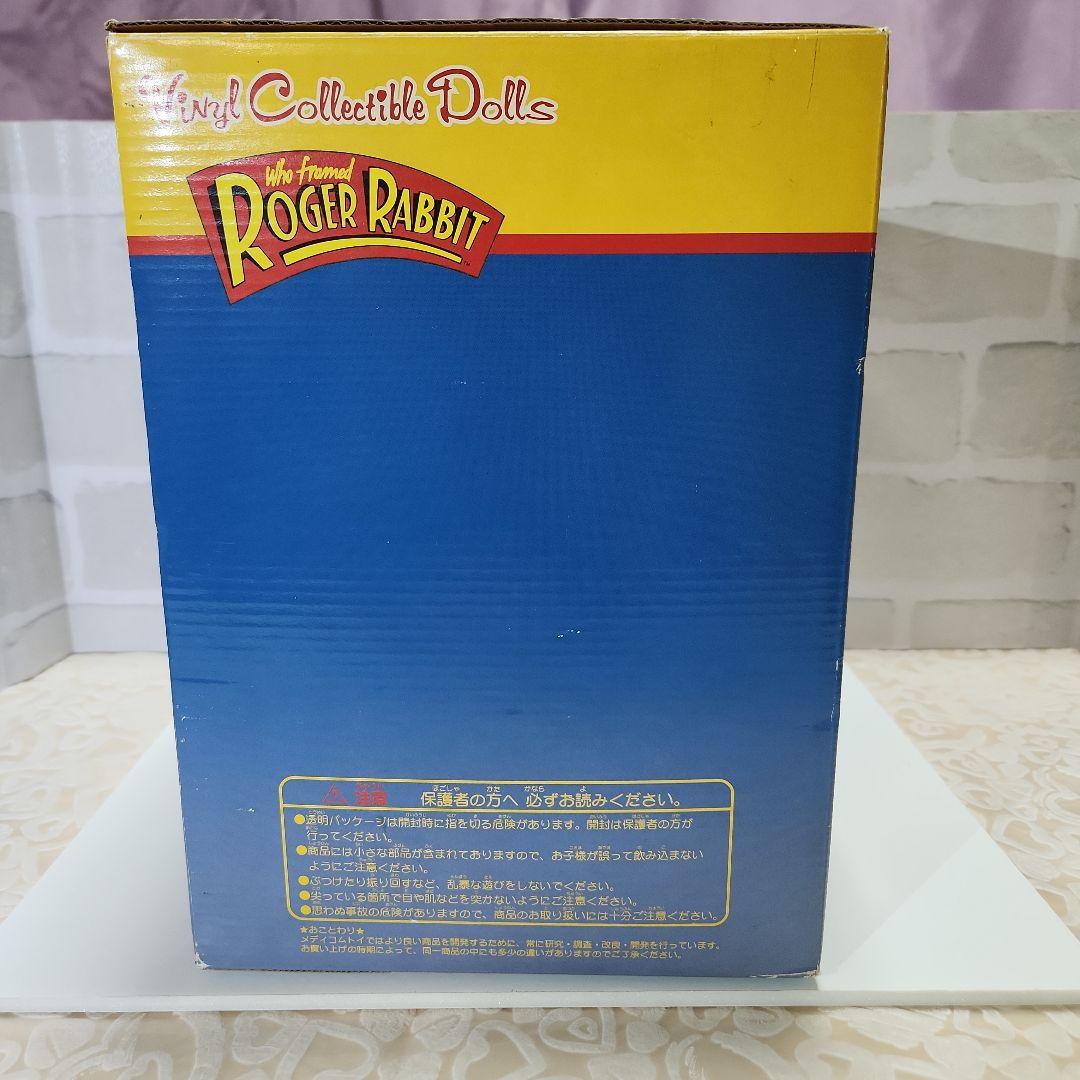 Vinyl Collectible Dolls
Who framed
ROGER RABBIT
TM
注意 保護者の方へ 必ずお読みください。
●透明パッケージは開封時に指を切る危険があります。開封は保護者の方が
行ってください。
●商品には小さな部品が含まれておりますので、お子様が誤って飲み込まない
ようにご注意ください。
●ぶつけたり振り回すなど、乱暴な遊びをしないでください。
●尖っている箇所で目や肌などを突かないようにご注意ください。
●思わぬ事故の危険がありますので、商品のお取り扱いには十分ご注意ください。
★おことわり★
メディコムトイではより良い商品を開発するために、常に研究・調査・改良・開発を行っています。
お買い上げの時期によって、同一商品の中にも多少の違いがありますのでご了承ください。